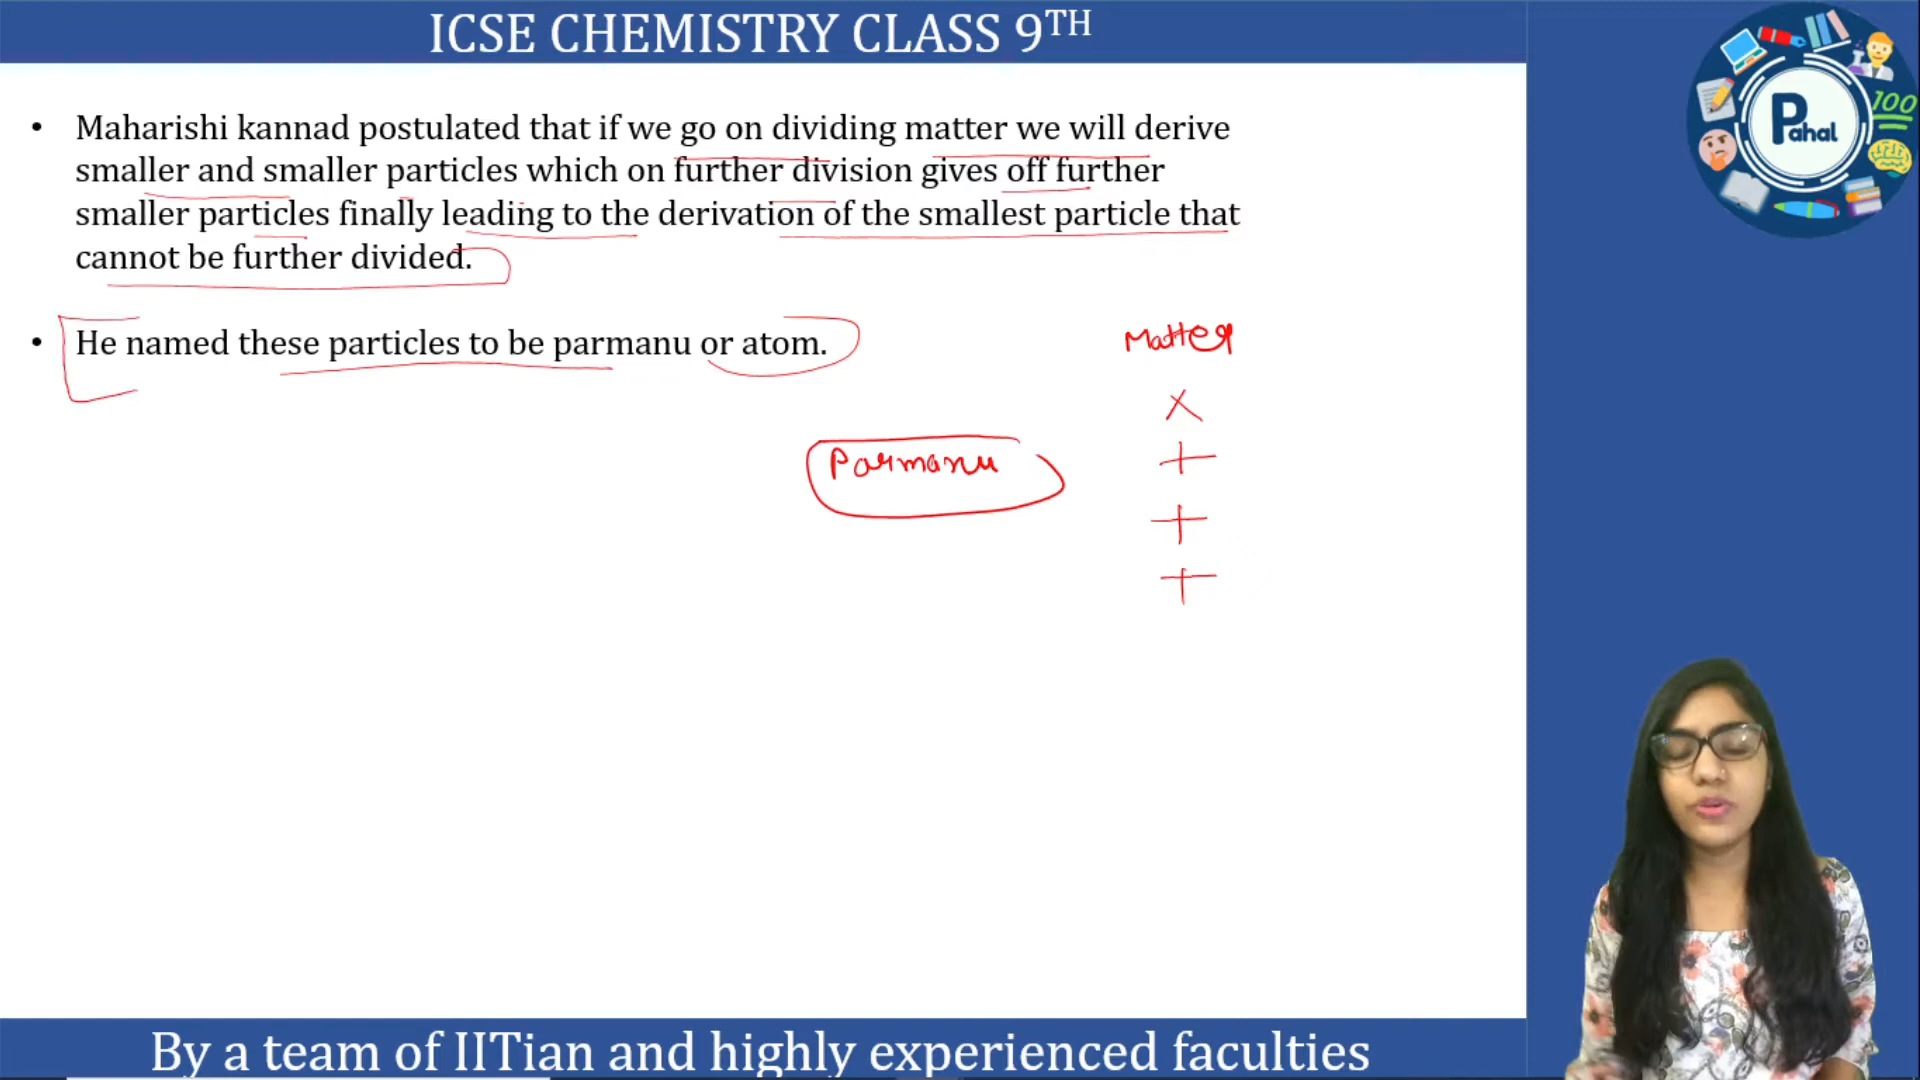 ICSE CHEMISTRY CLASS 9TH
100
Pahal
• Maharishi kannad postulated that if we go on dividing matter we will derive
smaller and smaller particles which on further division gives off further
smaller particles finally leading to the derivation of the smallest particle that
cannot be further divided.
• He named these particles to be parmanu or atom.
Matter
Parmanu
By a team of IITian and highly experienced faculties